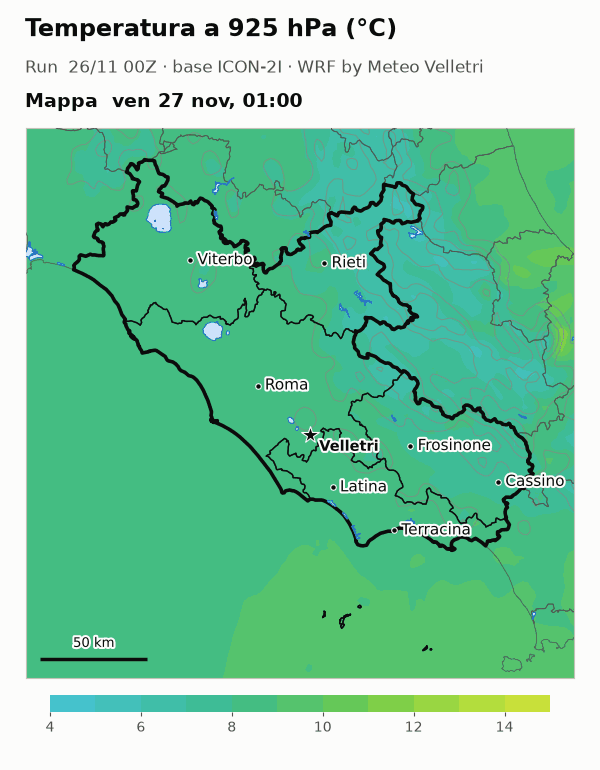 Temperatura a 925 hPa (°C)
Run  26/11 00Z · base ICON-2I · WRF by Meteo Velletri
Mappa  ven 27 nov, 01:00
Viterbo
Rieti
Roma
Velletri
Frosinone
Cassino
Latina
Terracina
50 km
4 6 8 10 12 14